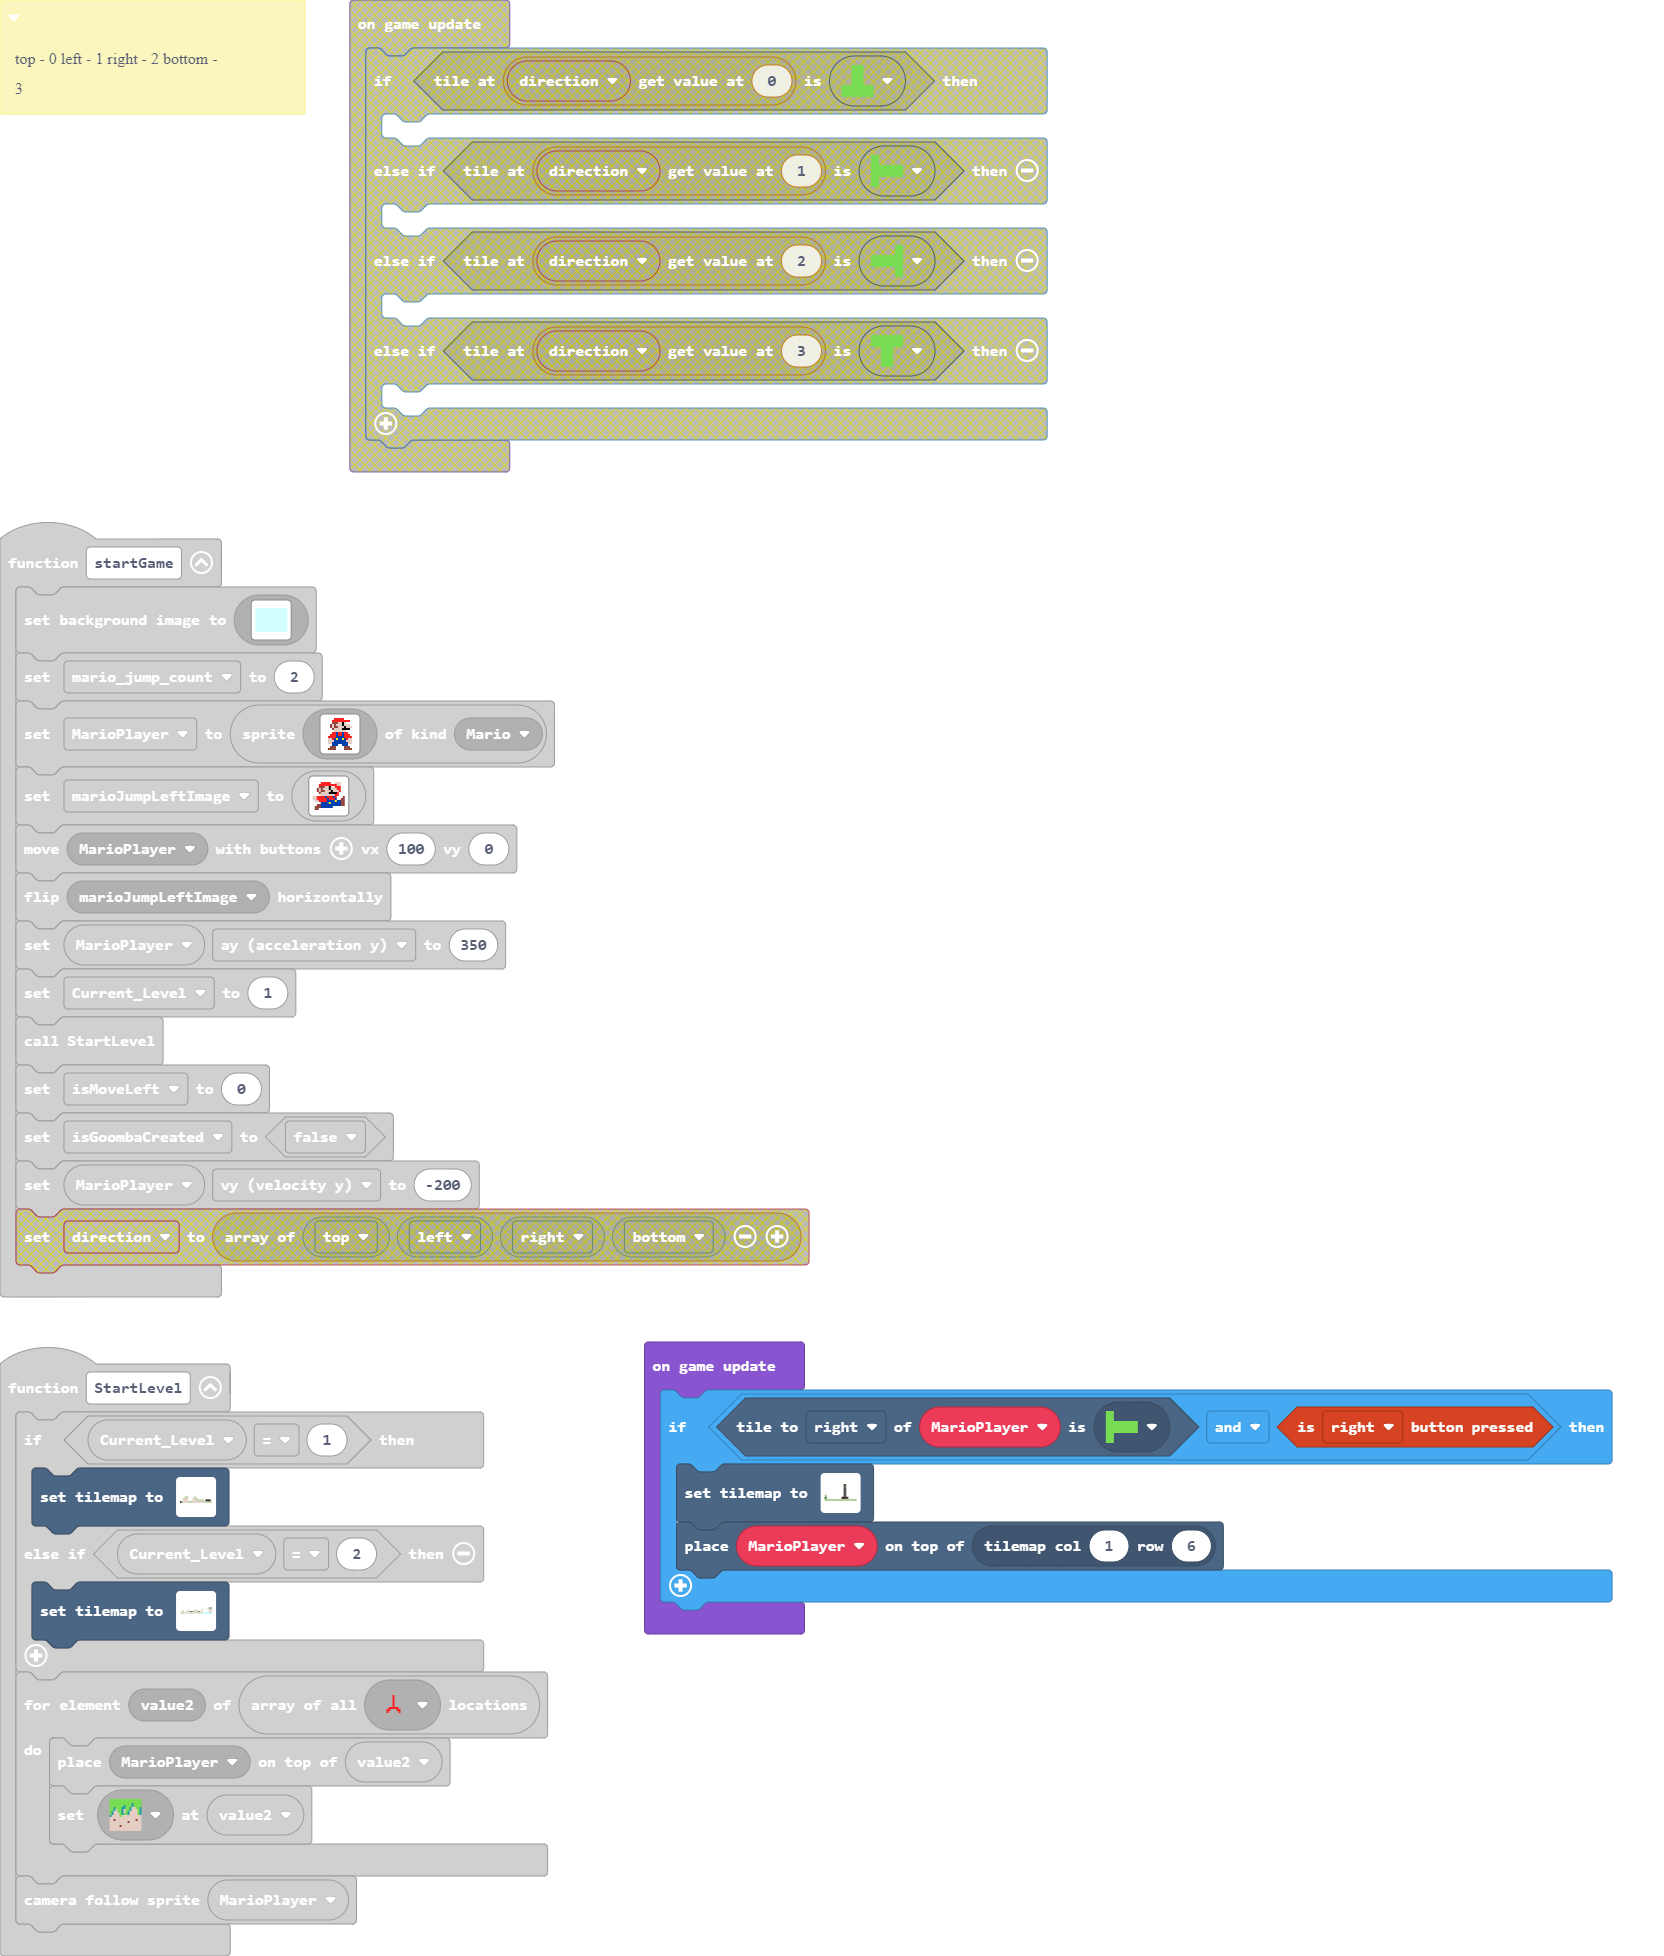 top - 0 left - 1 right - 2 bottom -
3
on game update
if tile at direction get value at 0 is then
else if tile at direction get value at 1 is then
else if tile at direction get value at 2 is then
else if tile at direction get value at 3 is then
function startGame
set background image to
set mario_jump_count to 2
set MarioPlayer to sprite of kind Mario
set marioJumpLeftImage to
move MarioPlayer with buttons vx 100 vy 0
flip marioJumpLeftImage horizontally
set MarioPlayer ay (acceleration y) to 350
set Current_Level to 1
call StartLevel
set isMoveLeft to 0
set isGoombaCreated to false
set MarioPlayer vy (velocity y) to -200
set direction to array of top left right bottom
function StartLevel
if Current_Level = 1 then
set tilemap to
else if Current_Level = 2 then
set tilemap to
for element value2 of array of all locations
do
place MarioPlayer on top of value2
set at value2
camera follow sprite MarioPlayer
on game update
if tile to right of MarioPlayer is and is right button pressed then
set tilemap to
place MarioPlayer on top of tilemap col 1 row 6